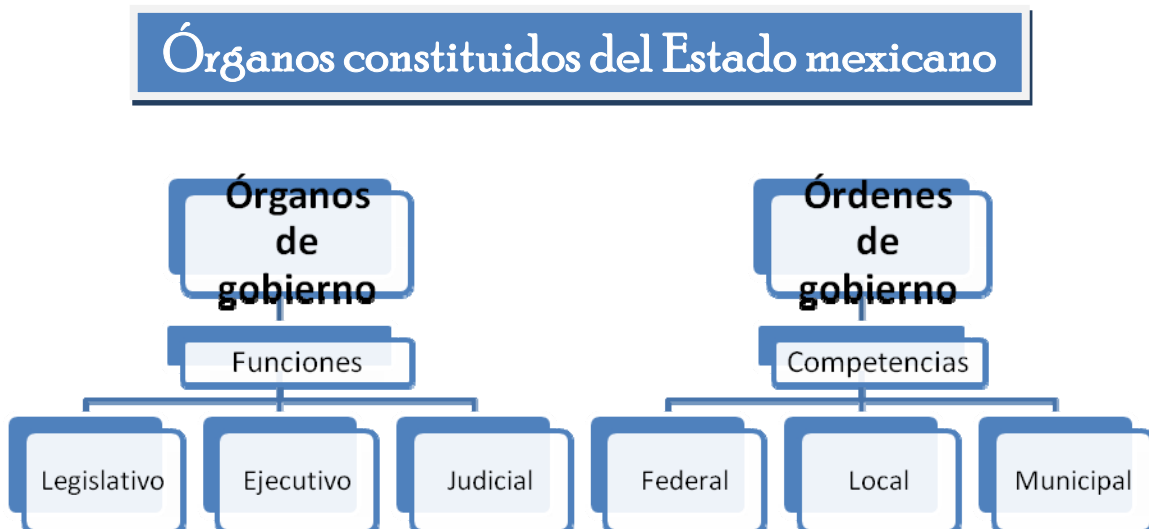 Órganos constituidos del Estado mexicano
Órganos
de
gobierno
Funciones
Legislativo
Ejecutivo
Judicial
Órdenes
de
gobierno
Competencias
Federal
Local
Municipal